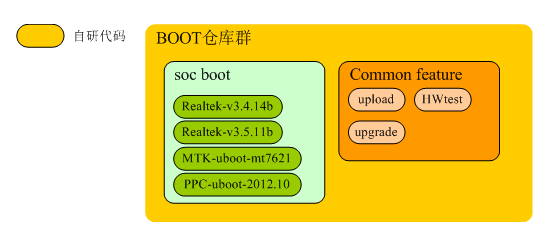 自研代码
BOOT仓库群
soc boot
Realtek-v3.4.14b
Realtek-v3.5.11b
MTK-uboot-mt7621
PPC-uboot-2012.10
Common feature
upload
HWtest
upgrade